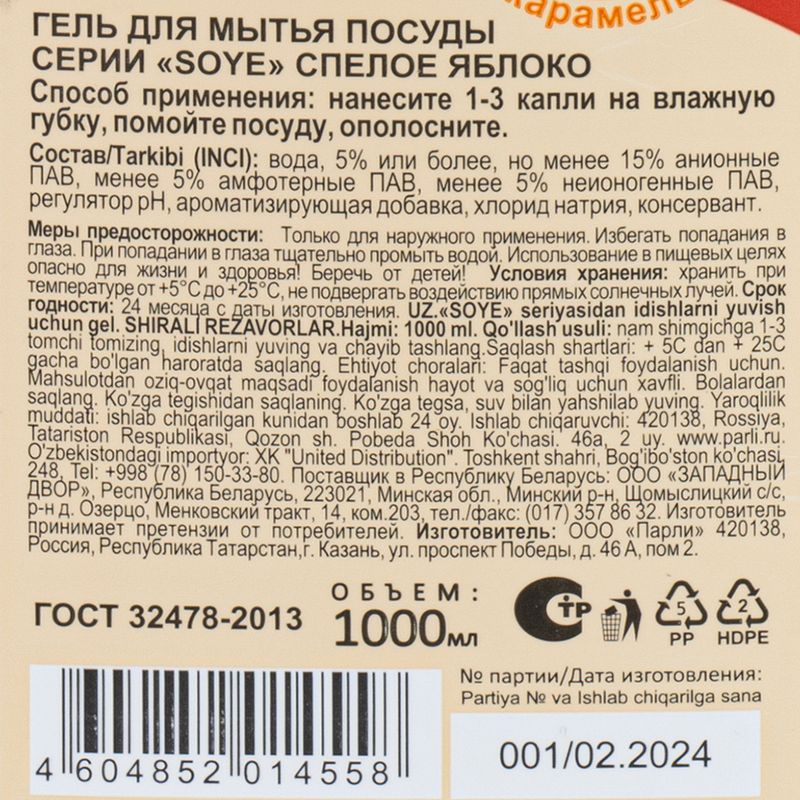 карамель
ГЕЛЬ ДЛЯ МЫТЬЯ ПОСУДЫ
СЕРИИ «SOYE» СПЕЛОЕ ЯБЛОКО
Способ применения: нанесите 1-3 капли на влажную
губку, помойте посуду, ополосните.
Состав/Tarkibi (INCI): вода, 5% или более, но менее 15% анионные
ПАВ, менее 5% амфотерные ПАВ, менее 5% неионогенные ПАВ,
регулятор pH, ароматизирующая добавка, хлорид натрия, консервант.
Меры предосторожности: Только для наружного применения. Избегать попадания в
глаза. При попадании в глаза тщательно промыть водой. Использование в пищевых целях
опасно для жизни и здоровья! Беречь от детей! Условия хранения: хранить при
температуре от +5°С до +25°С, не подвергать воздействию прямых солнечных лучей. Срок
годности: 24 месяца с даты изготовления. UZ.«SOYE» seriyasidan idishlarni yuvish
uchun gel. SHIRALI REZAVORLAR.Hajmi: 1000 ml. Qo'llash usuli: nam shimgichga 1-3
tomchi tomizing, idishlarni yuving va chayib tashlang.Saqlash shartlari: + 5C dan + 25C
gacha bo'lgan haroratda saqlang. Ehtiyot choralari: Faqat tashqi foydalanish uchun.
Mahsulotdan oziq-ovqat maqsadi foydalanish hayot va sog'liq uchun xavfli. Bolalardan
saqlang. Ko'zga tegishidan saqlaning. Ko'zga tegsa, suv bilan yahshilab yuving. Yaroqlilik
muddati: ishlab chiqarilgan kunidan boshlab 24 oy. Ishlab chiqaruvchi: 420138, Rossiya,
Tatariston Respublikasi, Qozon sh. Pobeda Shoh Ko'chasi. 46a, 2 uy. www.parli.ru.
O'zbekistondagi importyor: XK "United Distribution". Toshkent shahri, Bog'ibo'ston ko'chasi,
248, Tel: +998 (78) 150-33-80. Поставщик в Республику Беларусь: ООО «ЗАПАДНЫЙ
ДВОР», Республика Беларусь, 223021, Минская обл., Минский р-н, Щомыслицкий с/с,
р-н д. Озерцо, Менковский тракт, 14, ком.203, тел./факс: (017) 357 86 32. Изготовитель
принимает претензии от потребителей. Изготовитель: ООО «Парли» 420138,
Россия, Республика Татарстан,г. Казань, ул. проспект Победы, д. 46 А, пом 2.
ГОСТ 32478-2013
ОБЪЕМ:
1000мл
СТР
5
PP
2
HDPE
№ партии/Дата изготовления:
Partiya № va Ishlab chiqarilga sana
001/02.2024
4 604852 014558